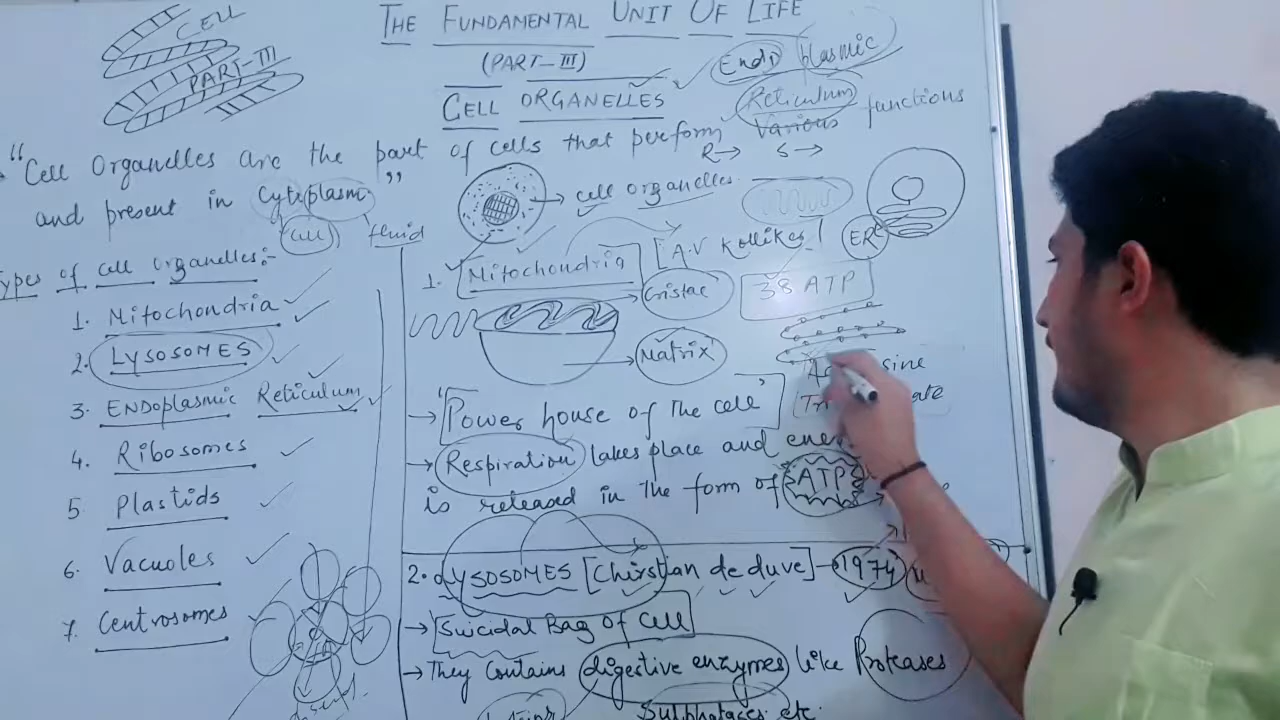 CELL
PART-III
THE FUNDAMENTAL UNIT OF LIFE
(PART-III)
Endo plasmic
Reticulum
CELL ORGANELLES
"Cell Organelles are the part of cells that perform Various functions
and present in Cytoplasm"
R→ S→
cell fluid
→ cell organelles
ER
Types of cell organelles:-
1. Mitochondria
2. LYSOSOMES
3. ENDOPLASMIC Reticulum
4. Ribosomes
5 Plastids
6. Vacuoles
7. Centrosomes
1. Mitochondria [A.V Kolliker]
Cristae
38 ATP
Matrix
→ "Power house of The cell"
→ Respiration takes place and
is released in the form of ATP
2. LYSOSOMES [Chirstian de duve] - 1974
→ Suicidal Bag of Cell
→ They contains digestive enzymes like Proteases
Sulphataces etc.